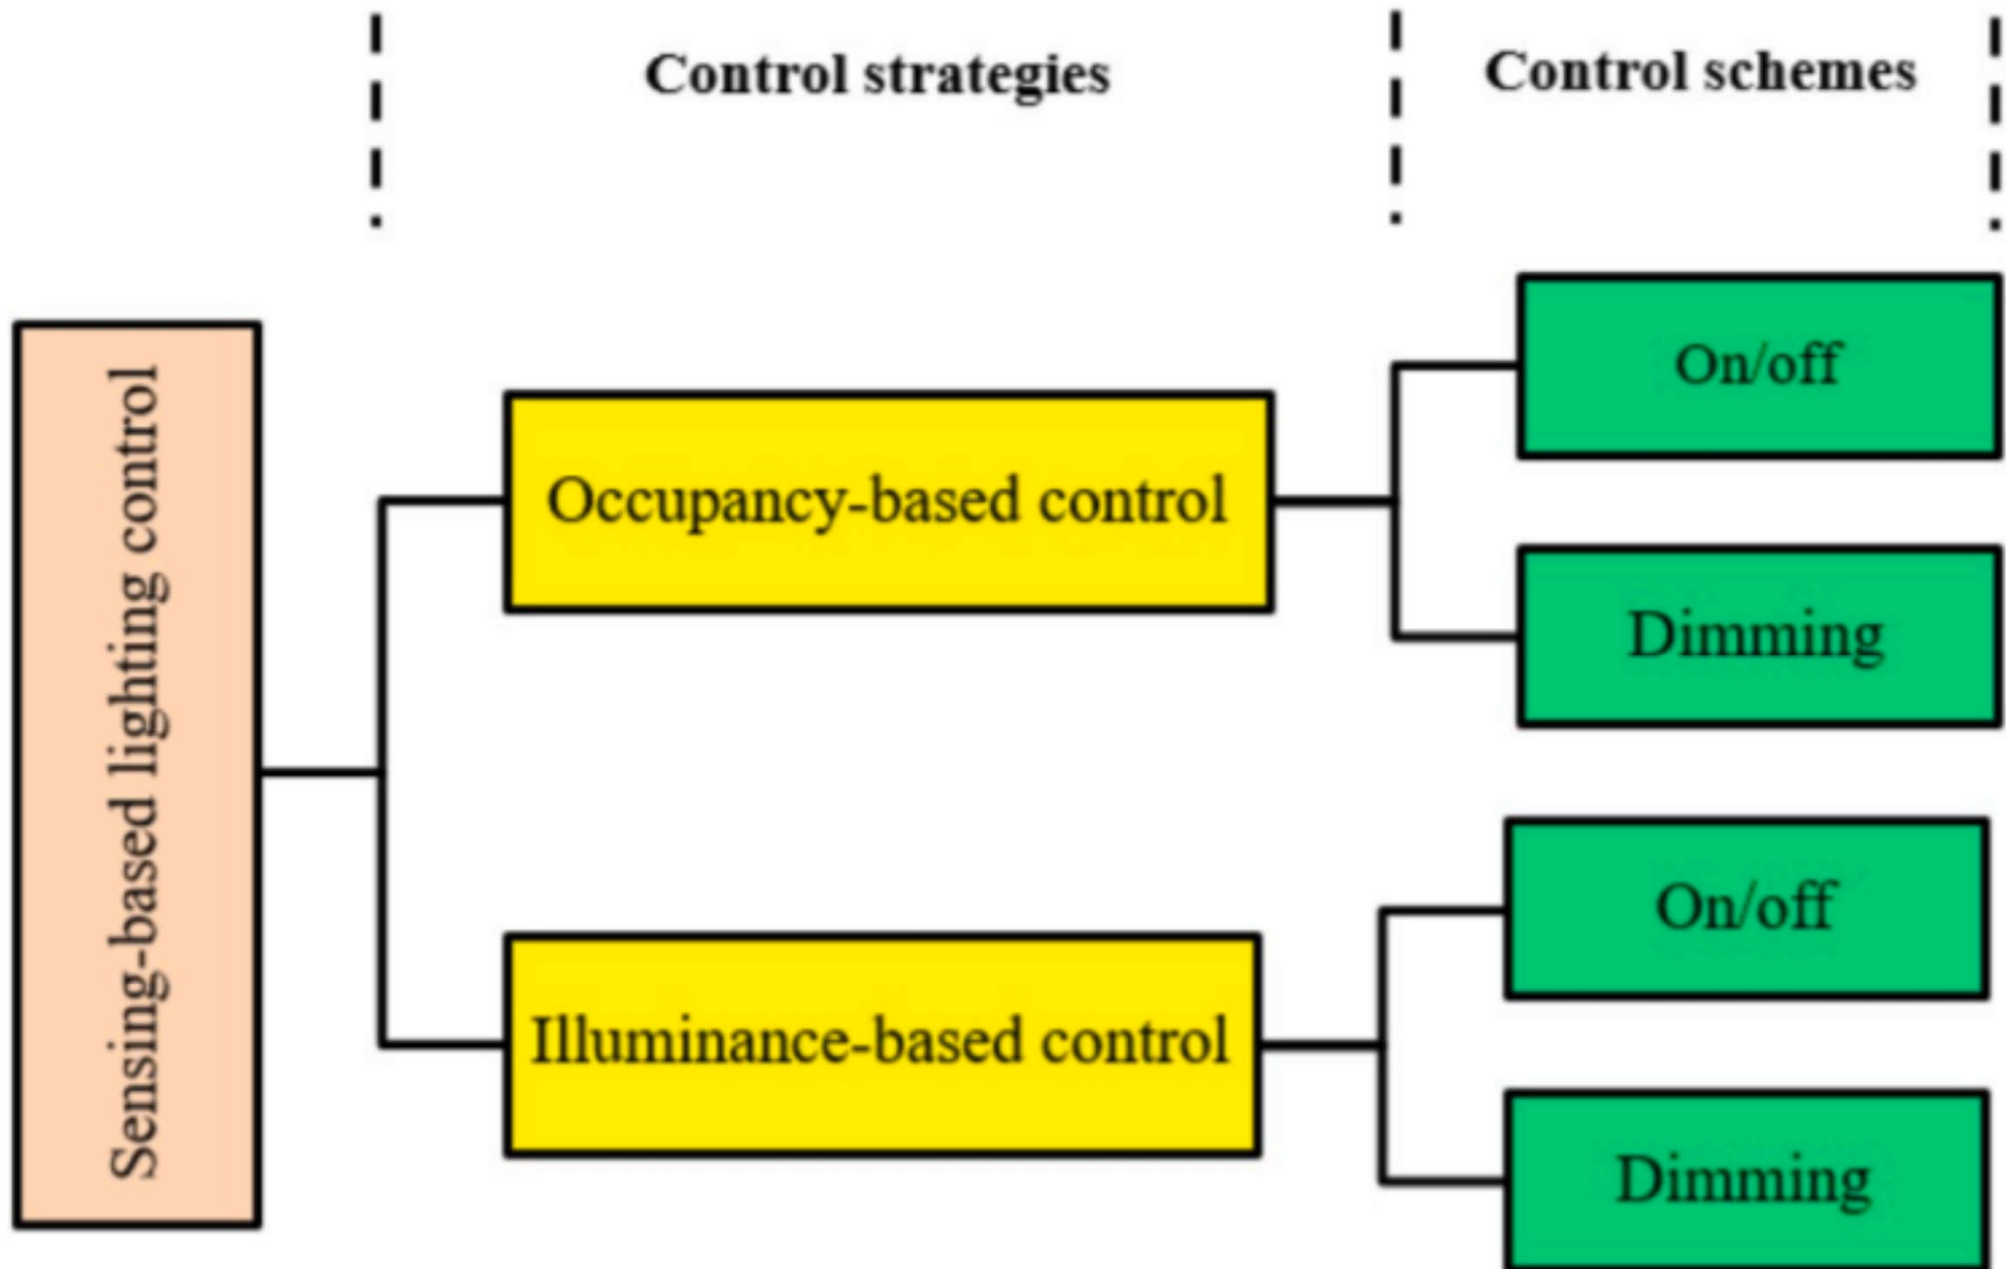 Control strategies
Control schemes
Sensing-based lighting control
Occupancy-based control
On/off
Dimming
Illuminance-based control
On/off
Dimming